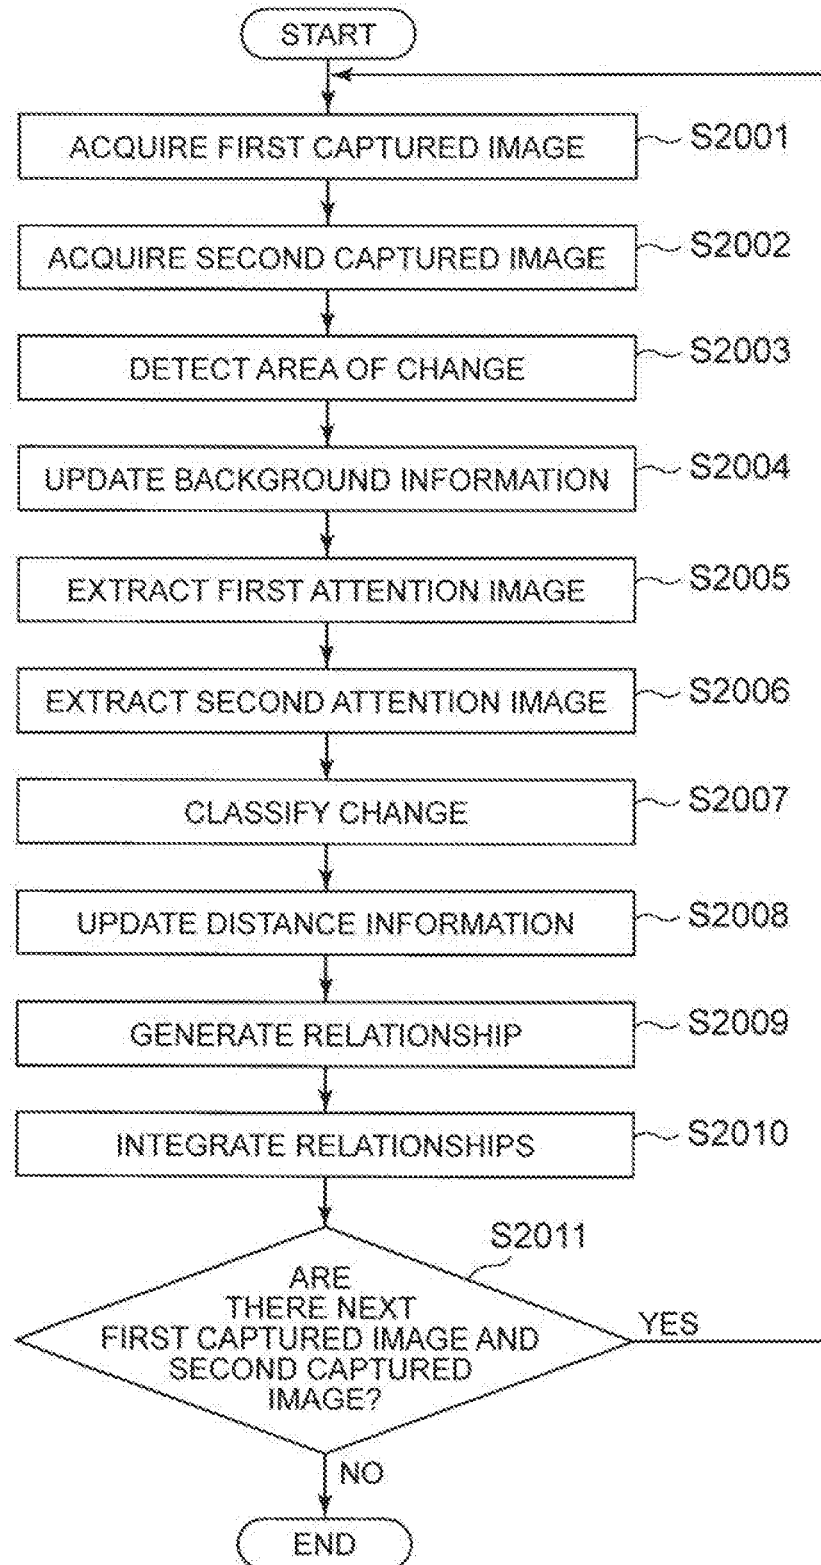 START
ACQUIRE FIRST CAPTURED IMAGE
S2001
ACQUIRE SECOND CAPTURED IMAGE
S2002
DETECT AREA OF CHANGE
S2003
UPDATE BACKGROUND INFORMATION
S2004
EXTRACT FIRST ATTENTION IMAGE
S2005
EXTRACT SECOND ATTENTION IMAGE
S2006
CLASSIFY CHANGE
S2007
UPDATE DISTANCE INFORMATION
S2008
GENERATE RELATIONSHIP
S2009
INTEGRATE RELATIONSHIPS
S2010
S2011
ARE
THERE NEXT
FIRST CAPTURED IMAGE AND
SECOND CAPTURED
IMAGE?
YES
NO
END